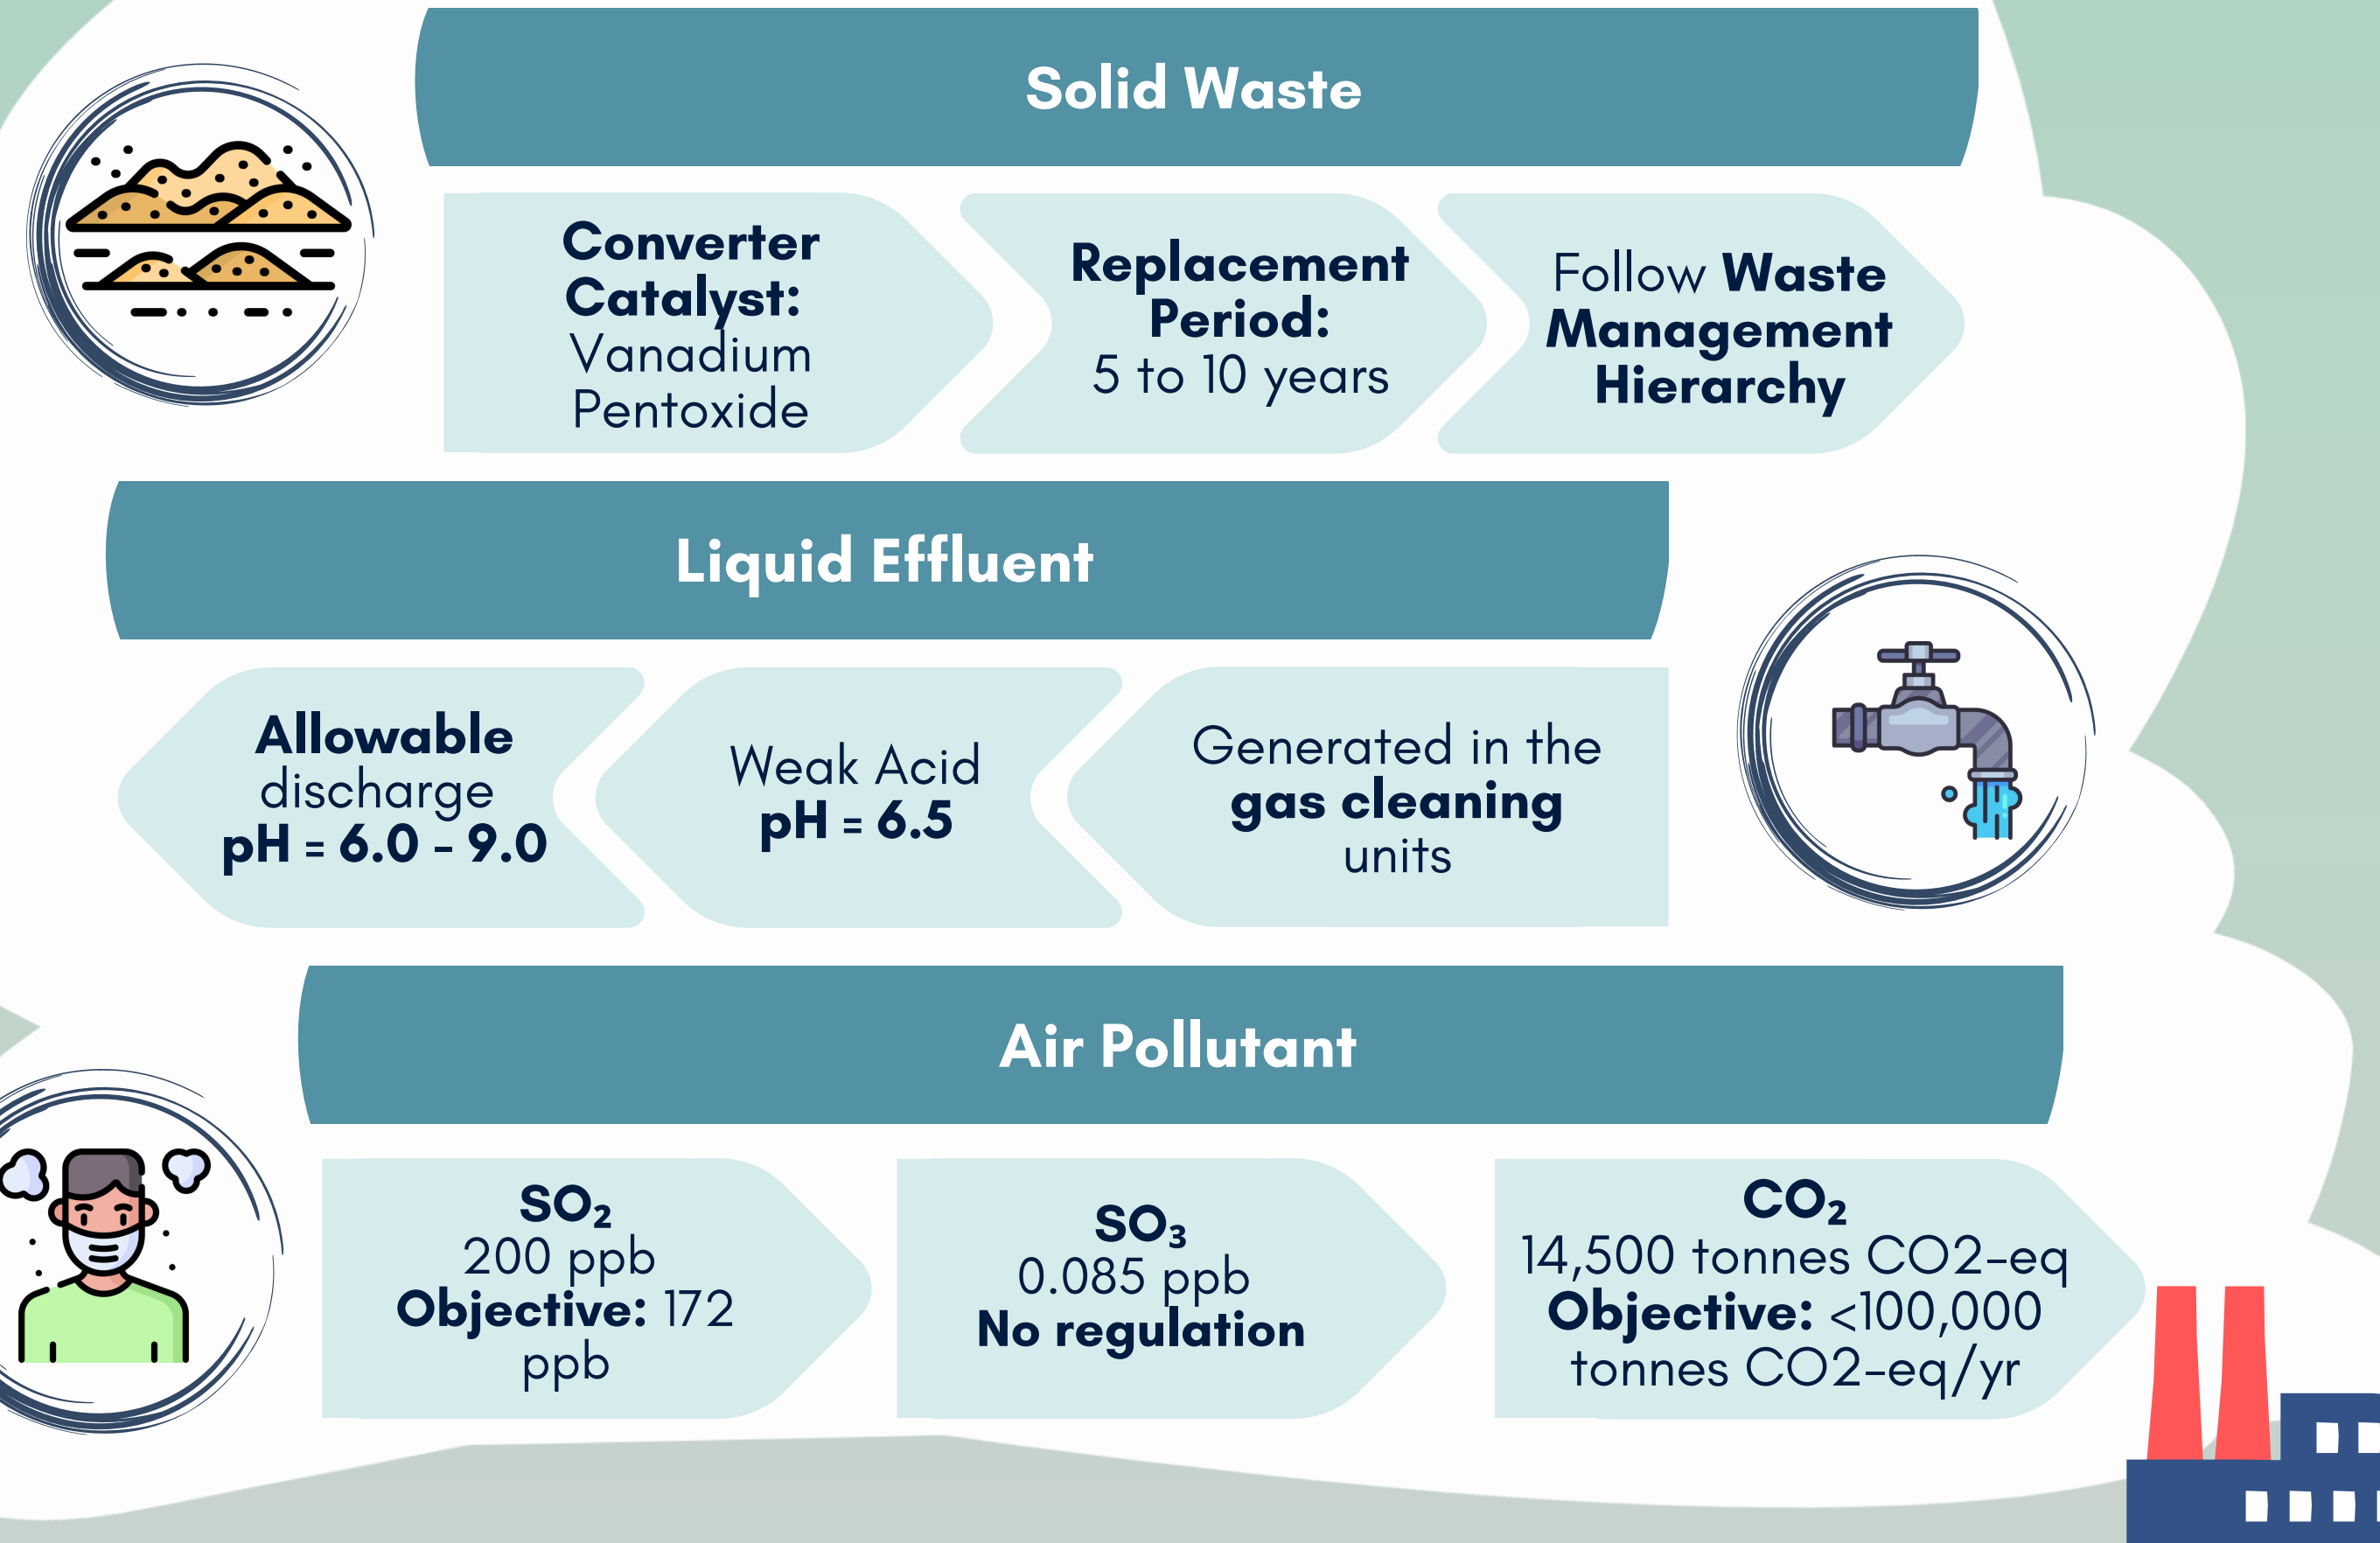 Solid Waste
Converter
Catalyst:
Vanadium
Pentoxide
Replacement
Period:
5 to 10 years
Follow Waste
Management
Hierarchy
Liquid Effluent
Allowable
discharge
pH = 6.0 - 9.0
Weak Acid
pH = 6.5
Generated in the
gas cleaning
units
Air Pollutant
SO₂
200 ppb
Objective: 172
ppb
SO₃
0.085 ppb
No regulation
CO₂
14,500 tonnes CO2-eq
Objective: <100,000
tonnes CO2-eq/yr